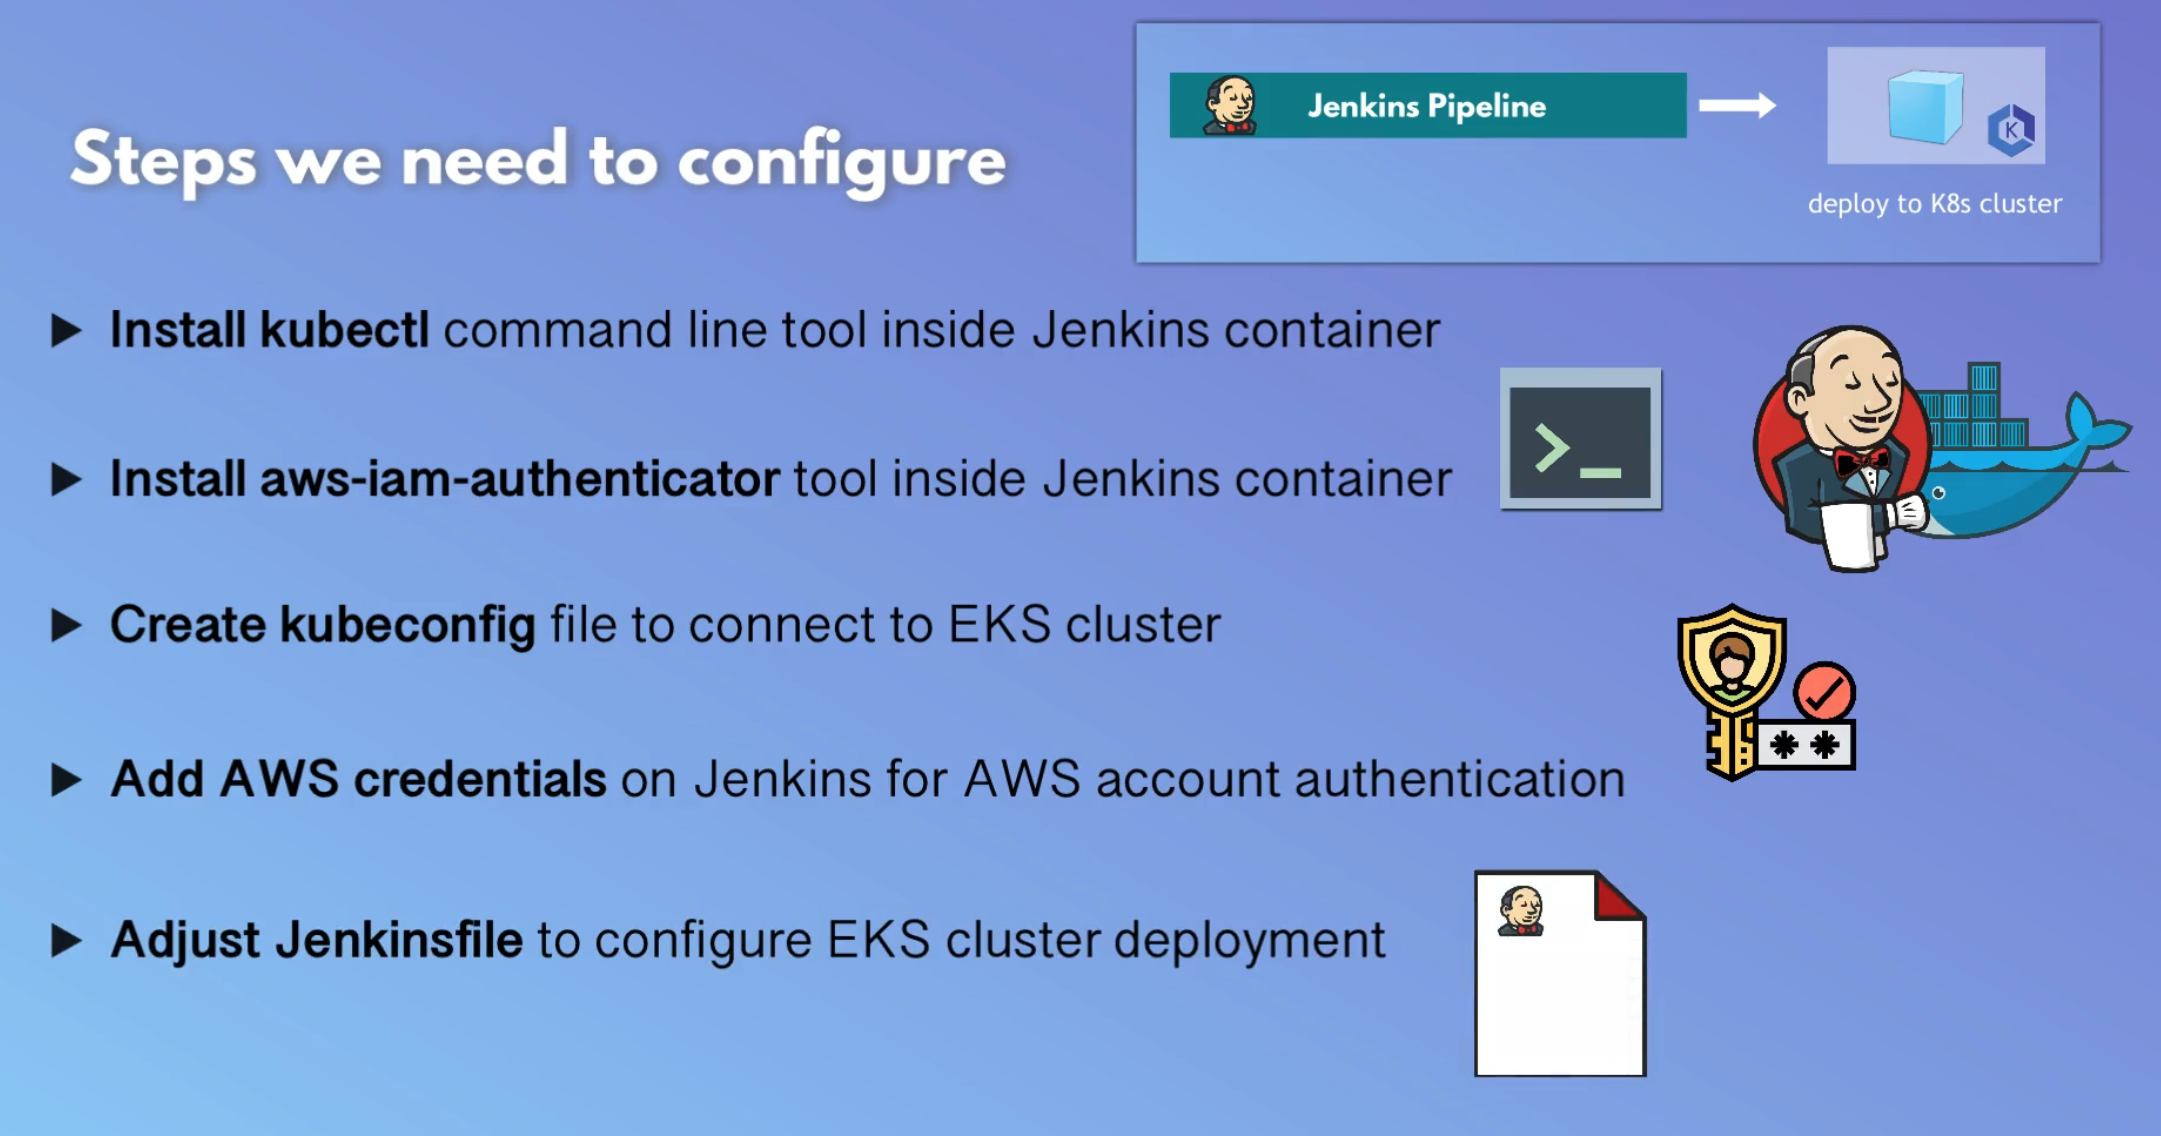 Steps we need to configure
Jenkins Pipeline
K
deploy to K8s cluster
Install kubectl command line tool inside Jenkins container
Install aws-iam-authenticator tool inside Jenkins container
>_
Create kubeconfig file to connect to EKS cluster
**
Add AWS credentials on Jenkins for AWS account authentication
Adjust Jenkinsfile to configure EKS cluster deployment